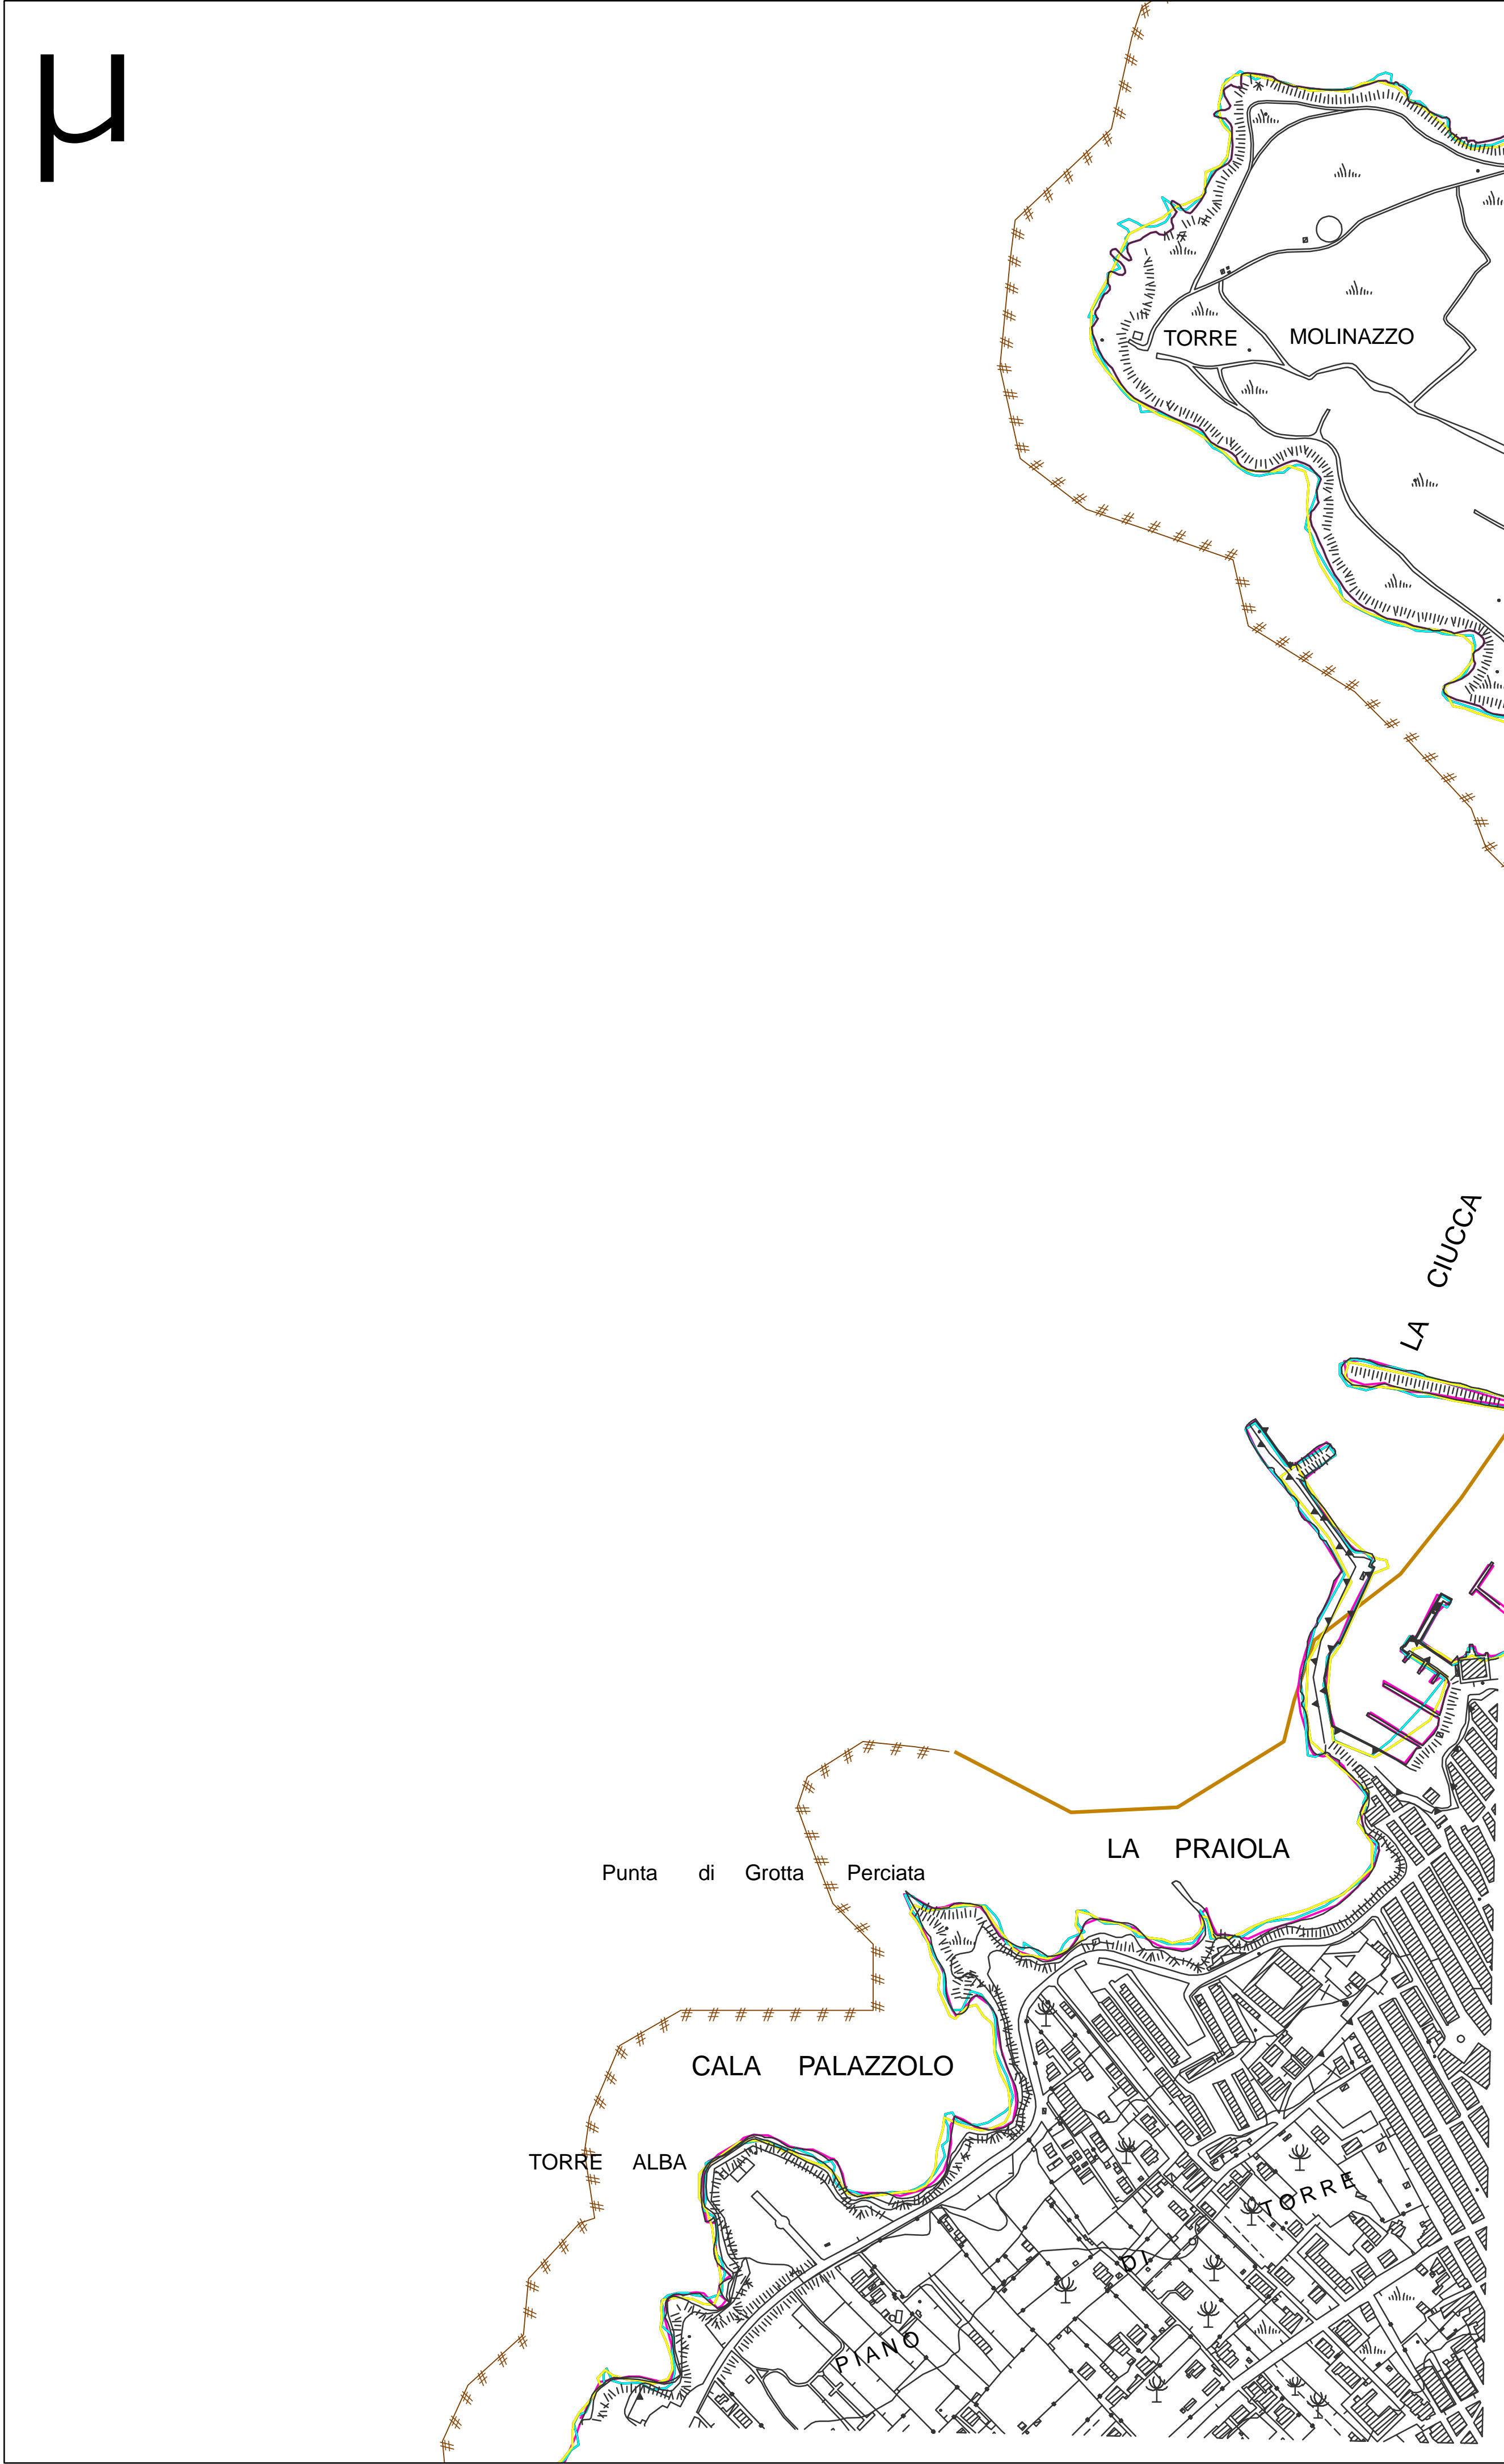 µ
TORRE MOLINAZZO
LA CIUCCA
LA PRAIOLA
Punta di Grotta Perciata
CALA PALAZZOLO
TORRE ALBA
PIANO DI TORRE